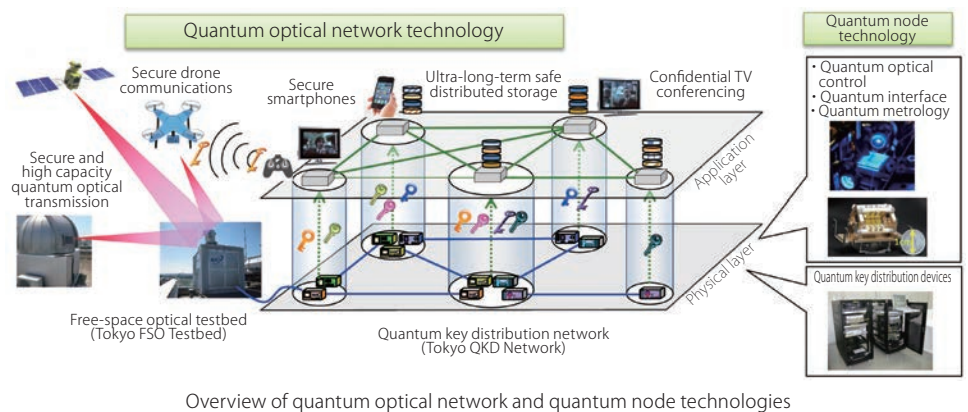 Quantum optical network technology
Quantum node
technology
Secure drone
communications
Secure
smartphones
Ultra-long-term safe
distributed storage
Confidential TV
conferencing
• Quantum optical
control
• Quantum interface
• Quantum metrology
Secure and
high capacity
quantum optical
transmission
Application
layer
Physical layer
Quantum key distribution devices
Free-space optical testbed
(Tokyo FSO Testbed)
Quantum key distribution network
(Tokyo QKD Network)
Overview of quantum optical network and quantum node technologies